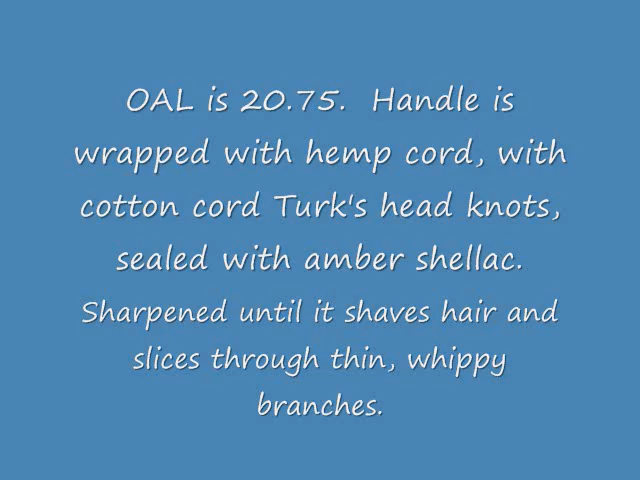 OAL is 20.75.  Handle is
wrapped with hemp cord, with
cotton cord Turk's head knots,
sealed with amber shellac.
Sharpened until it shaves hair and
slices through thin, whippy
branches.